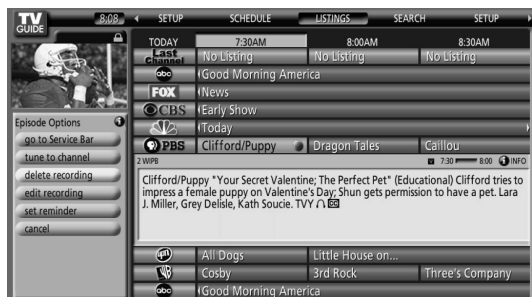 TV GUIDE 8:08 SETUP SCHEDULE LISTINGS SEARCH SETUP
TODAY 7:30AM 8:00AM 8:30AM
Last Channel No Listing No Listing No Listing
abc Good Morning America
FOX News
CBS Early Show
Today
PBS Clifford/Puppy Dragon Tales Caillou
2 WIPB 7:30 8:00 INFO
Clifford/Puppy "Your Secret Valentine; The Perfect Pet" (Educational) Clifford tries to
impress a female puppy on Valentine's Day; Shun gets permission to have a pet. Lara
J. Miller, Grey Delisle, Kath Soucie. TVY CC
Episode Options
go to Service Bar
tune to channel
delete recording
edit recording
set reminder
cancel
UPN All Dogs Little House on...
WB Cosby 3rd Rock Three's Company
abc Good Morning America